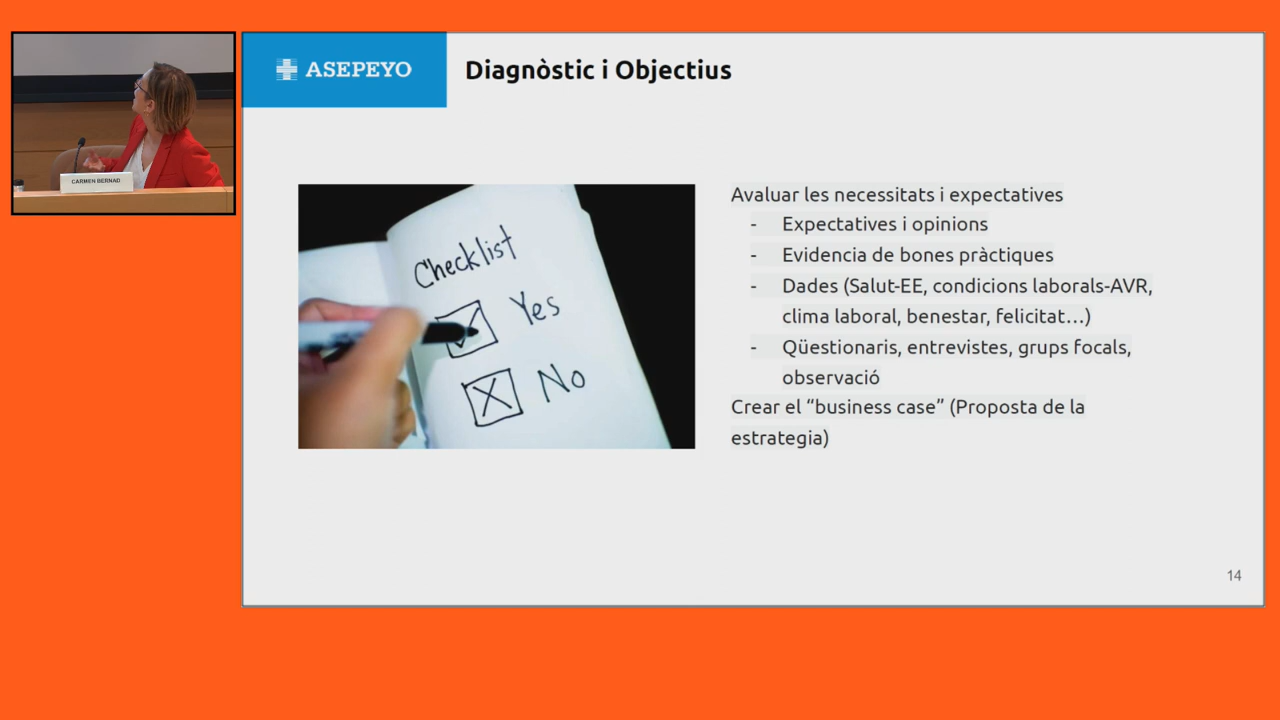 CARMEN BERNAD
ASEPEYO
Diagnòstic i Objectius
Checklist
Yes
No
Avaluar les necessitats i expectatives
- Expectatives i opinions
- Evidencia de bones pràctiques
- Dades (Salut-EE, condicions laborals-AVR,
clima laboral, benestar, felicitat...)
- Qüestionaris, entrevistes, grups focals,
observació
Crear el “business case” (Proposta de la
estrategia)
14